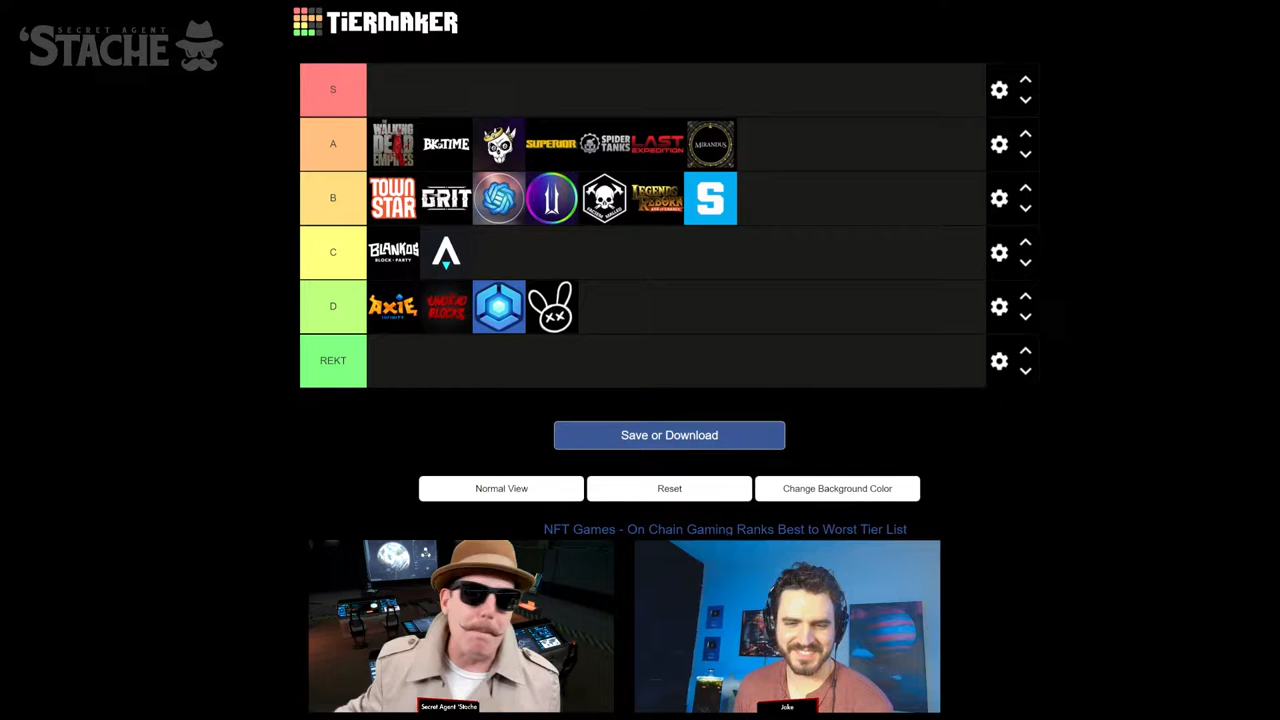 SECRET AGENT
'STACHE
TiERMAKER
S
A
THE WALKING DEAD EMPIRES
BIGTIME
SUPERIOR
SPIDER TANKS
LAST EXPEDITION
MIRANDUS
B
TOWN STAR
GRIT
LEGENDS REBORN
S
C
BLANKOS
BLOCK • PARTY
D
AXIE
INFINITY
UNDEAD BLOCKS
REKT
Save or Download
Normal View
Reset
Change Background Color
NFT Games - On Chain Gaming Ranks Best to Worst Tier List
Secret Agent 'Stache
Jake